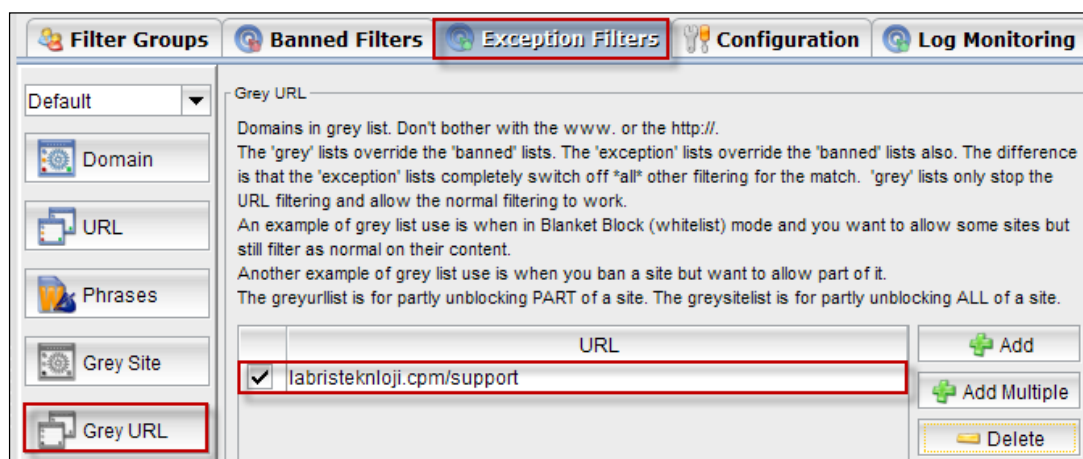 Filter Groups
Banned Filters
Exception Filters
Configuration
Log Monitoring
Default
Domain
URL
Phrases
Grey Site
Grey URL
Grey URL
Domains in grey list. Don't bother with the www. or the http://.
The 'grey' lists override the 'banned' lists. The 'exception' lists override the 'banned' lists also. The difference
is that the 'exception' lists completely switch off *all* other filtering for the match. 'grey' lists only stop the
URL filtering and allow the normal filtering to work.
An example of grey list use is when in Blanket Block (whitelist) mode and you want to allow some sites but
still filter as normal on their content.
Another example of grey list use is when you ban a site but want to allow part of it.
The greyurllist is for partly unblocking PART of a site. The greysitelist is for partly unblocking ALL of a site.
URL
labristeknloji.cpm/support
Add
Add Multiple
Delete